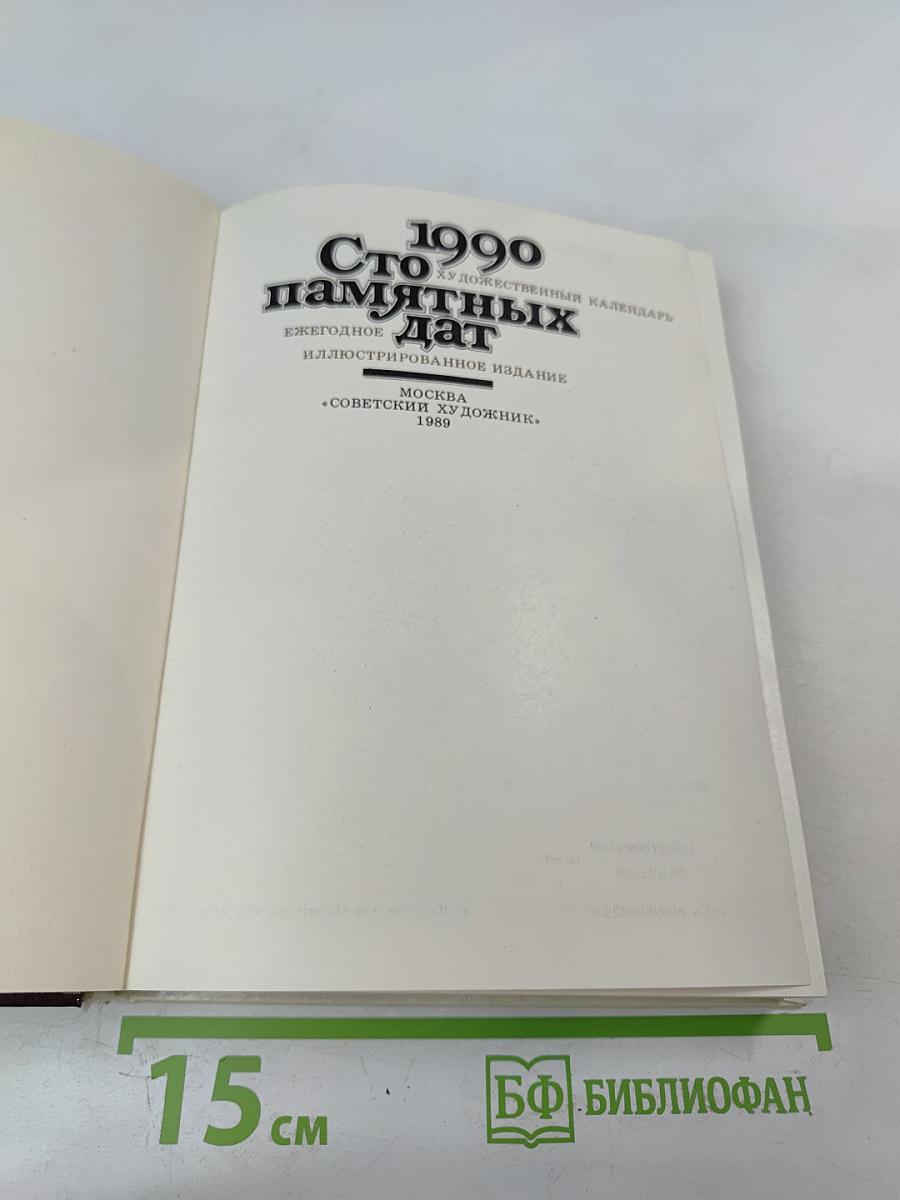 1990
Сто
ХУДОЖЕСТВЕННЫЙ КАЛЕНДАРЬ
памятных
ЕЖЕГОДНОЕ
дат
ИЛЛЮСТРИРОВАННОЕ ИЗДАНИЕ
МОСКВА
«СОВЕТСКИЙ ХУДОЖНИК»
1989
15 см
БФ БИБЛИОФАН